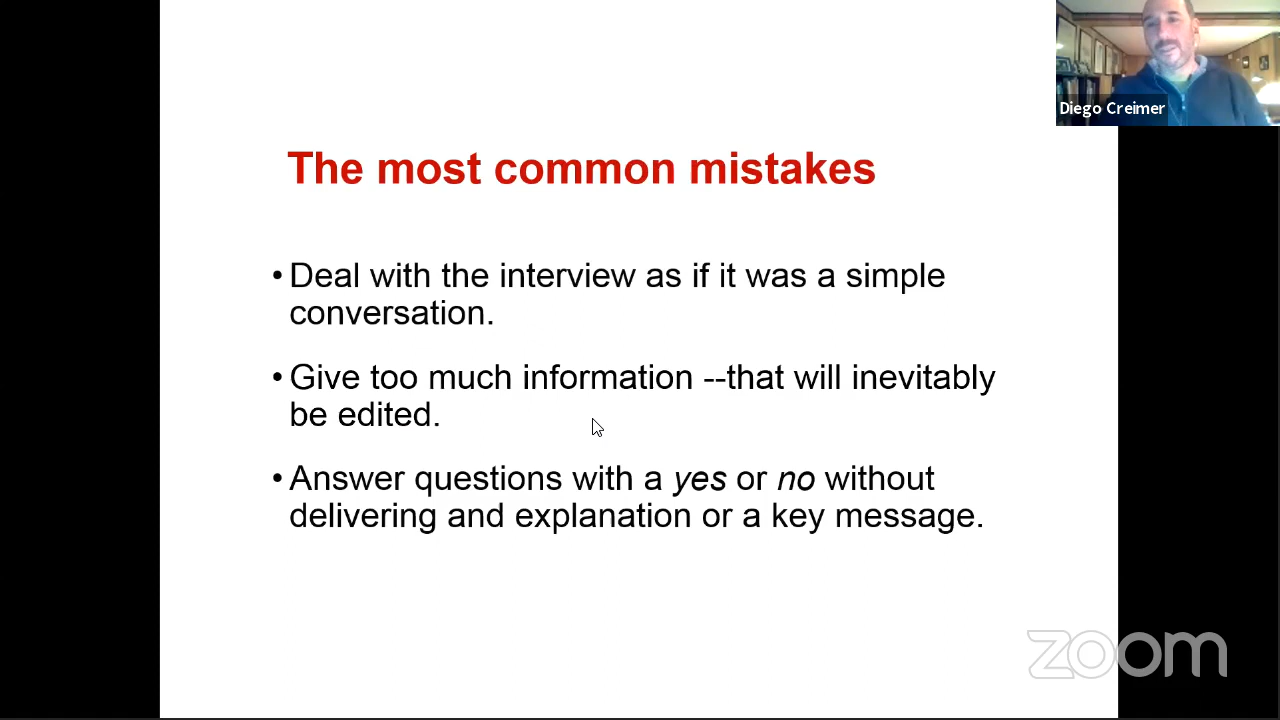 Diego Creimer
The most common mistakes
• Deal with the interview as if it was a simple
conversation.
• Give too much information --that will inevitably
be edited.
• Answer questions with a yes or no without
delivering and explanation or a key message.
zoom